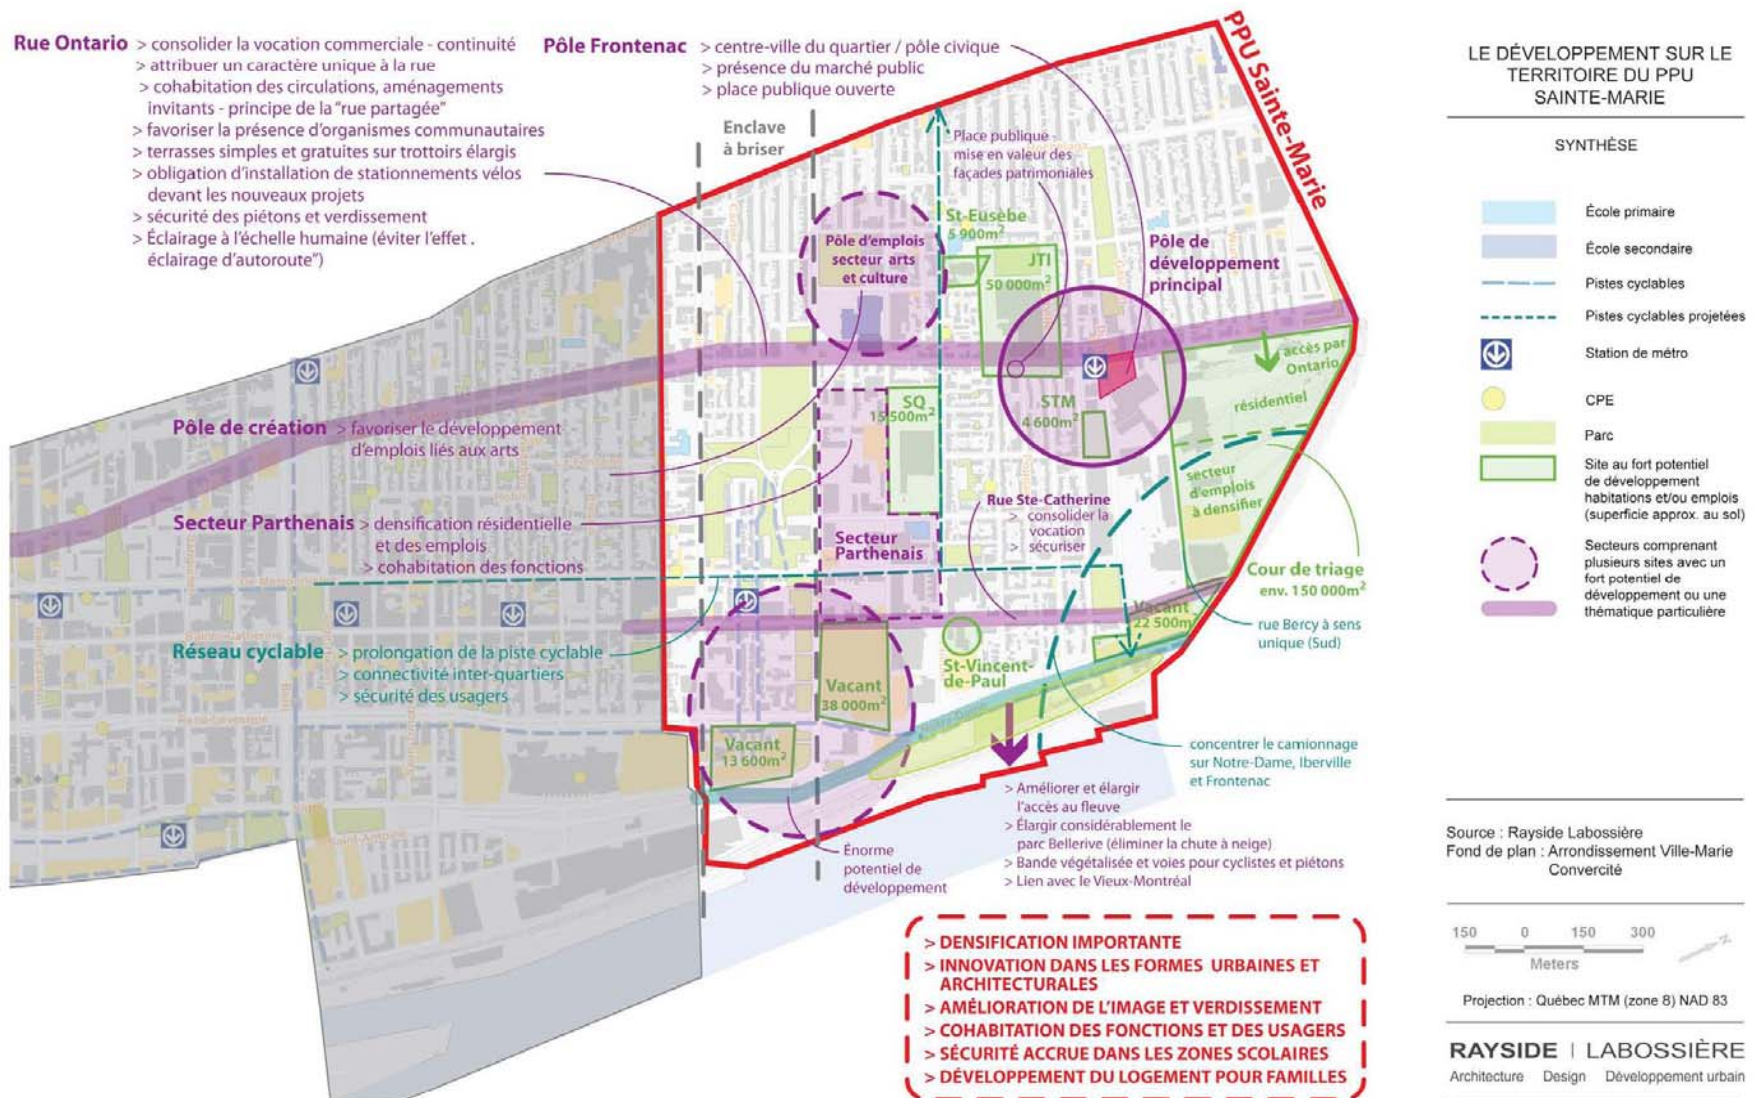 Rue Ontario > consolider la vocation commerciale - continuité
> attribuer un caractère unique à la rue
> cohabitation des circulations, aménagements
invitants - principe de la "rue partagée"
> favoriser la présence d'organismes communautaires
> terrasses simples et gratuites sur trottoirs élargis
> obligation d'installation de stationnements vélos
devant les nouveaux projets
> sécurité des piétons et verdissement
> Éclairage à l'échelle humaine (éviter l'effet .
éclairage d'autoroute")
Pôle Frontenac > centre-ville du quartier / pôle civique
> présence du marché public
> place publique ouverte
Enclave
à briser
PPU Sainte-Marie
Place publique -
mise en valeur des
façades patrimoniales
Pôle d'emplois
secteur arts
et culture
St-Eusèbe
5 900m²
JTI
50 000m²
Pôle de
développement
principal
accès par
Ontario
résidentiel
SQ
15 500m²
STM
4 600m²
secteur
d'emplois
à densifier
Pôle de création > favoriser le développement
d'emplois liés aux arts
Secteur Parthenais > densification résidentielle
et des emplois
> cohabitation des fonctions
Secteur
Parthenais
Rue Ste-Catherine
> consolider la
vocation
> sécuriser
Cour de triage
env. 150 000m²
Vacant
22 500m²
rue Bercy à sens
unique (Sud)
Réseau cyclable > prolongation de la piste cyclable
> connectivité inter-quartiers
> sécurité des usagers
St-Vincent-
de-Paul
Vacant
38 000m²
Vacant
13 600m²
concentrer le camionnage
sur Notre-Dame, Iberville
et Frontenac
Énorme
potentiel de
développement
> Améliorer et élargir
l'accès au fleuve
> Élargir considérablement le
parc Bellerive (éliminer la chute à neige)
> Bande végétalisée et voies pour cyclistes et piétons
> Lien avec le Vieux-Montréal
> DENSIFICATION IMPORTANTE
> INNOVATION DANS LES FORMES URBAINES ET
ARCHITECTURALES
> AMÉLIORATION DE L'IMAGE ET VERDISSEMENT
> COHABITATION DES FONCTIONS ET DES USAGERS
> SÉCURITÉ ACCRUE DANS LES ZONES SCOLAIRES
> DÉVELOPPEMENT DU LOGEMENT POUR FAMILLES
LE DÉVELOPPEMENT SUR LE
TERRITOIRE DU PPU
SAINTE-MARIE
SYNTHÈSE
École primaire
École secondaire
Pistes cyclables
Pistes cyclables projetées
Station de métro
CPE
Parc
Site au fort potentiel
de développement
habitations et/ou emplois
(superficie approx. au sol)
Secteurs comprenant
plusieurs sites avec un
fort potentiel de
développement ou une
thématique particulière
Source : Rayside Labossière
Fond de plan : Arrondissement Ville-Marie
Convercité
150 0 150 300
Meters
Projection : Québec MTM (zone 8) NAD 83
RAYSIDE | LABOSSIÈRE
Architecture Design Développement urbain